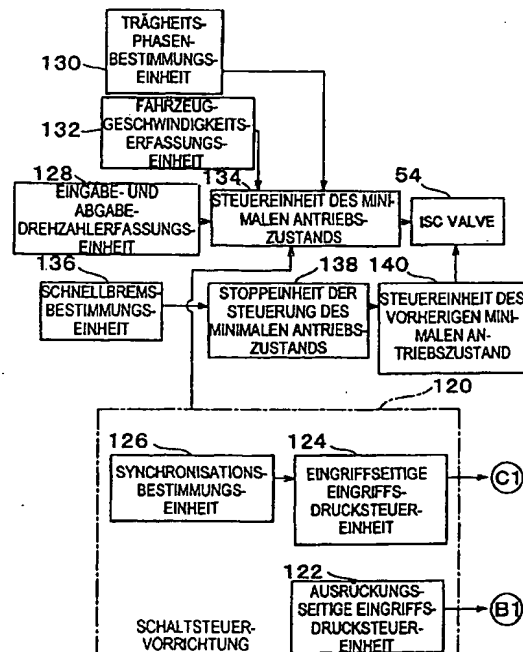 TRÄGHEITS-
PHASEN-
BESTIMMUNGS-
EINHEIT
130
FAHRZEUG-
GESCHWINDIGKEITS-
ERFASSUNGS-
EINHEIT
132
128
EINGABE- UND
ABGABE-
DREHZAHLERFASSUNGS-
EINHEIT
134
STEUEREINHEIT DES MINI-
MALEN ANTRIEBS-
ZUSTANDS
54
ISC VALVE
136
SCHNELLBREMS-
BESTIMMUNGS-
EINHEIT
138
STOPPEINHEIT DER
STEUERUNG DES
MINIMALEN ANTRIEBS-
ZUSTANDS
140
STEUEREINHEIT DES
VORHERIGEN MINI-
MALEN AN-
TRIEBSZUSTAND
120
126
SYNCHRONISATIONS-
BESTIMMUNGS-
EINHEIT
124
EINGRIFFSEITIGE
EINGRIFFS-
DRUCKSTEUER-
EINHEIT
C1
122
AUSRÜCKUNGS-
SEITIGE EINGRIFFS-
DRUCKSTEUER-
EINHEIT
B1
SCHALTSTEUER-
VORRICHTUNG